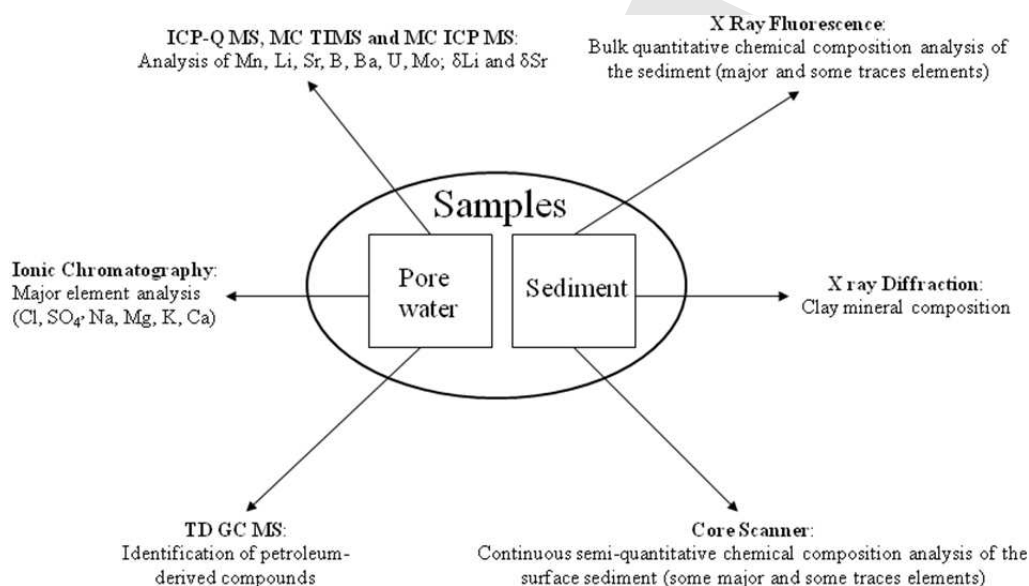 ICP-Q MS, MC TIMS and MC ICP MS:
Analysis of Mn, Li, Sr, B, Ba, U, Mo; δLi and δSr
X Ray Fluorescence:
Bulk quantitative chemical composition analysis of
the sediment (major and some traces elements)
Samples
Pore
water
Sediment
Ionic Chromatography:
Major element analysis
(Cl, SO₄, Na, Mg, K, Ca)
X ray Diffraction:
Clay mineral composition
TD GC MS:
Identification of petroleum-
derived compounds
Core Scanner:
Continuous semi-quantitative chemical composition analysis of the
surface sediment (some major and some traces elements)